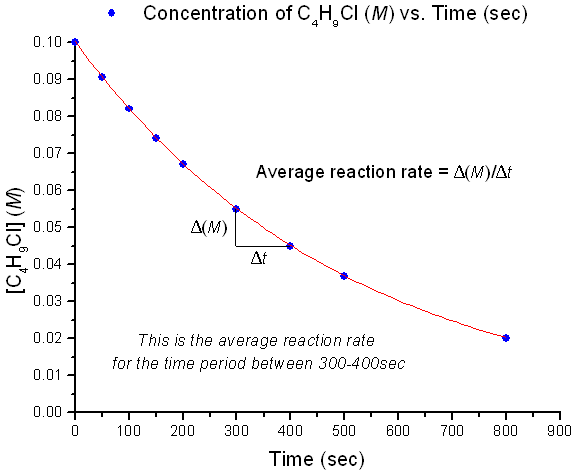 Concentration of C₄H₉Cl (M) vs. Time (sec)
0.10
0.09
0.08
0.07
0.06
0.05
0.04
0.03
0.02
0.01
0.00
[C₄H₉Cl] (M)
Average reaction rate = Δ(M)/Δt
Δ(M)
Δt
This is the average reaction rate
for the time period between 300-400sec
0 100 200 300 400 500 600 700 800 900
Time (sec)